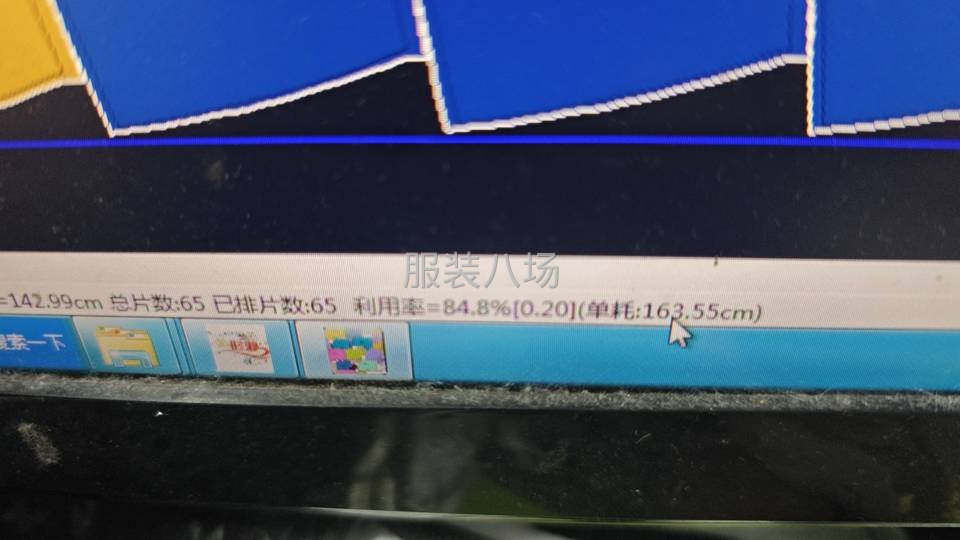 服装八场
=142.99cm 总片数:65 已排片数:65 利用率=84.8%[0.20](单耗:163.55cm)
搜索一下